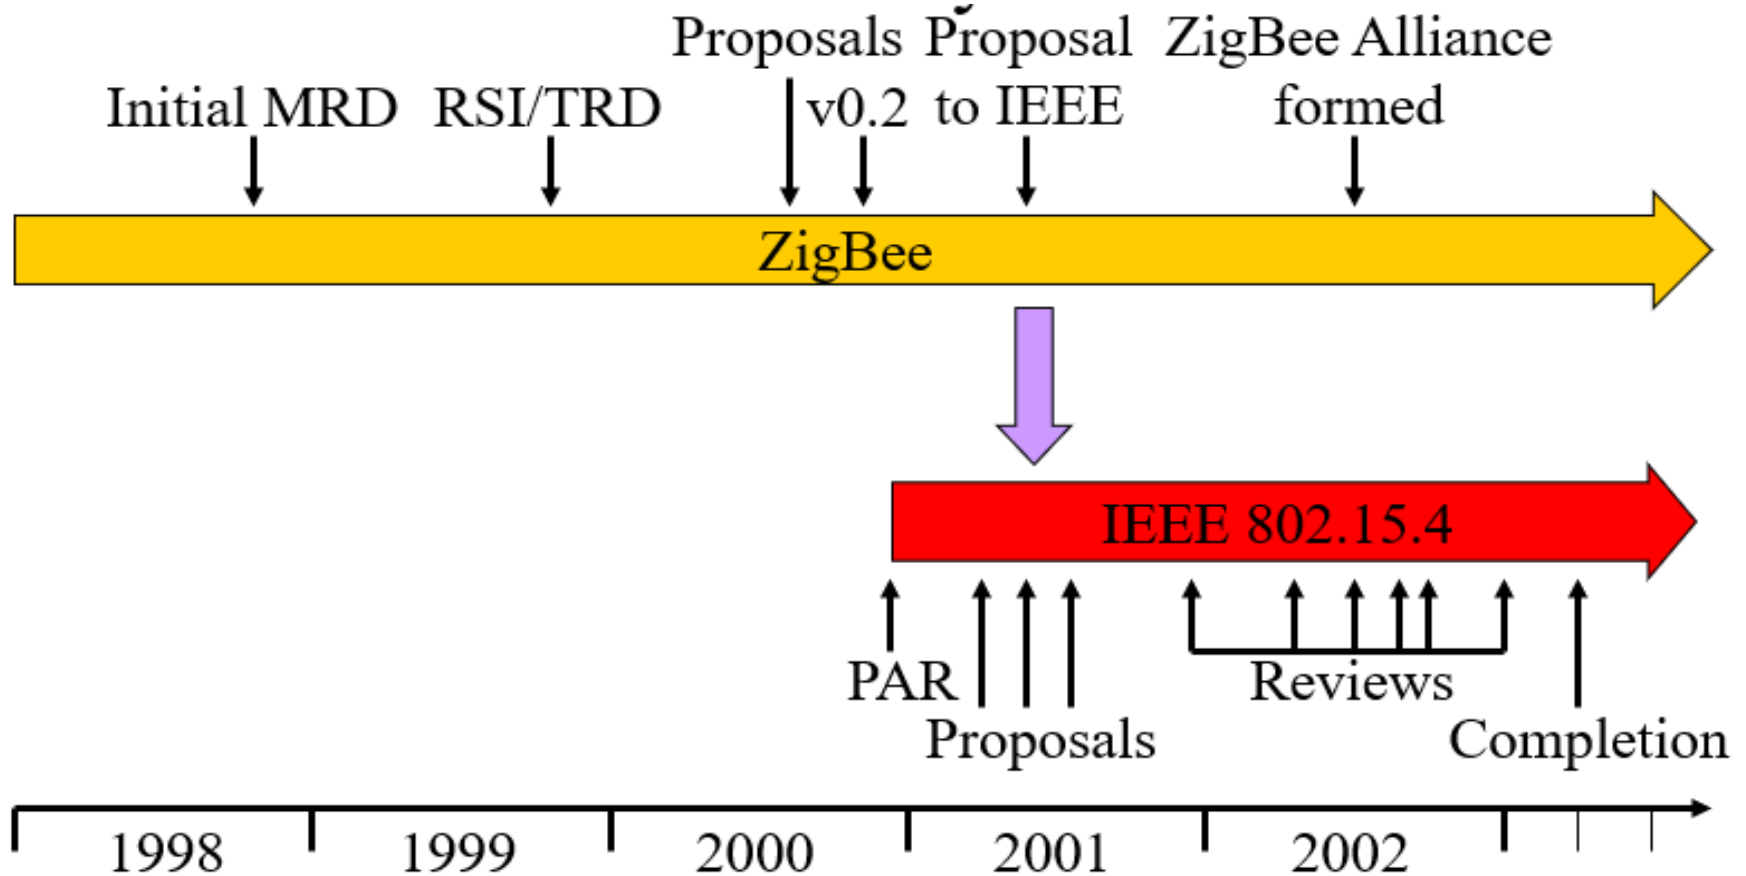 Proposals
Proposal
ZigBee Alliance
Initial MRD
RSI/TRD
v0.2
to IEEE
formed
ZigBee
IEEE 802.15.4
PAR
Reviews
Proposals
Completion
1998
1999
2000
2001
2002